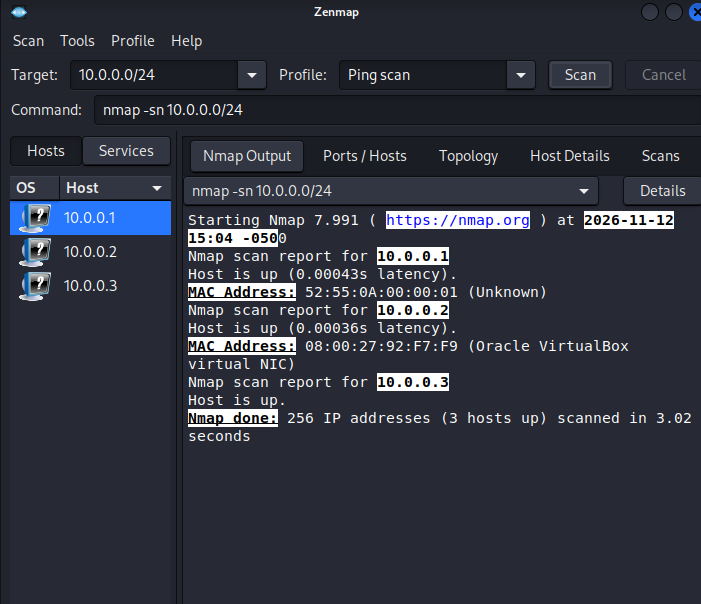 Zenmap
Scan Tools Profile Help
Target: 10.0.0.0/24 Profile: Ping scan Scan Cancel
Command: nmap -sn 10.0.0.0/24
Hosts Services
Nmap Output Ports / Hosts Topology Host Details Scans
OS Host
nmap -sn 10.0.0.0/24 Details
10.0.0.1
10.0.0.2
10.0.0.3
Starting Nmap 7.991 ( https://nmap.org ) at 2026-11-12
15:04 -0500
Nmap scan report for 10.0.0.1
Host is up (0.00043s latency).
MAC Address: 52:55:0A:00:00:01 (Unknown)
Nmap scan report for 10.0.0.2
Host is up (0.00036s latency).
MAC Address: 08:00:27:92:F7:F9 (Oracle VirtualBox
virtual NIC)
Nmap scan report for 10.0.0.3
Host is up.
Nmap done: 256 IP addresses (3 hosts up) scanned in 3.02
seconds